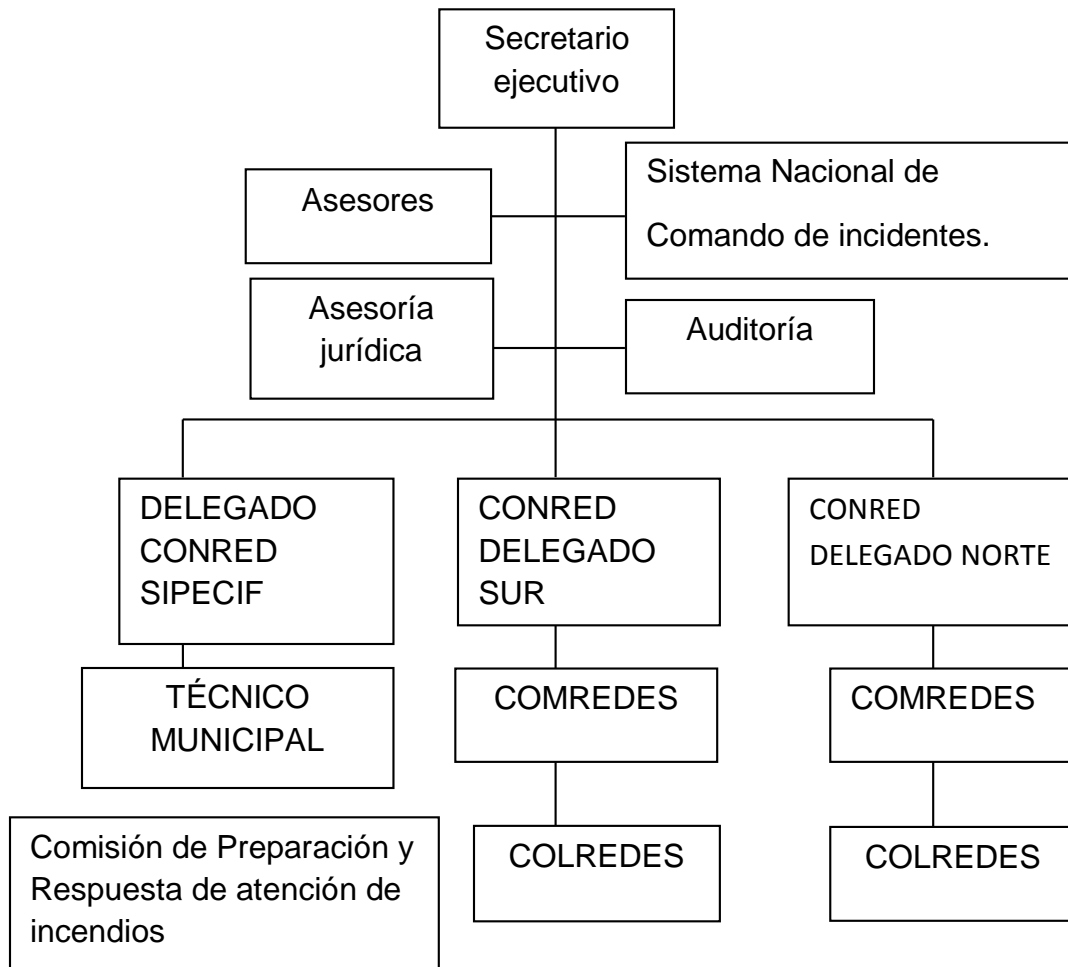 Secretario
ejecutivo
Asesores
Sistema Nacional de
Comando de incidentes.
Asesoría
jurídica
Auditoría
DELEGADO
CONRED
SIPECIF
CONRED
DELEGADO
SUR
CONRED
DELEGADO NORTE
TÉCNICO
MUNICIPAL
COMREDES
COMREDES
Comisión de Preparación y
Respuesta de atención de
incendios
COLREDES
COLREDES